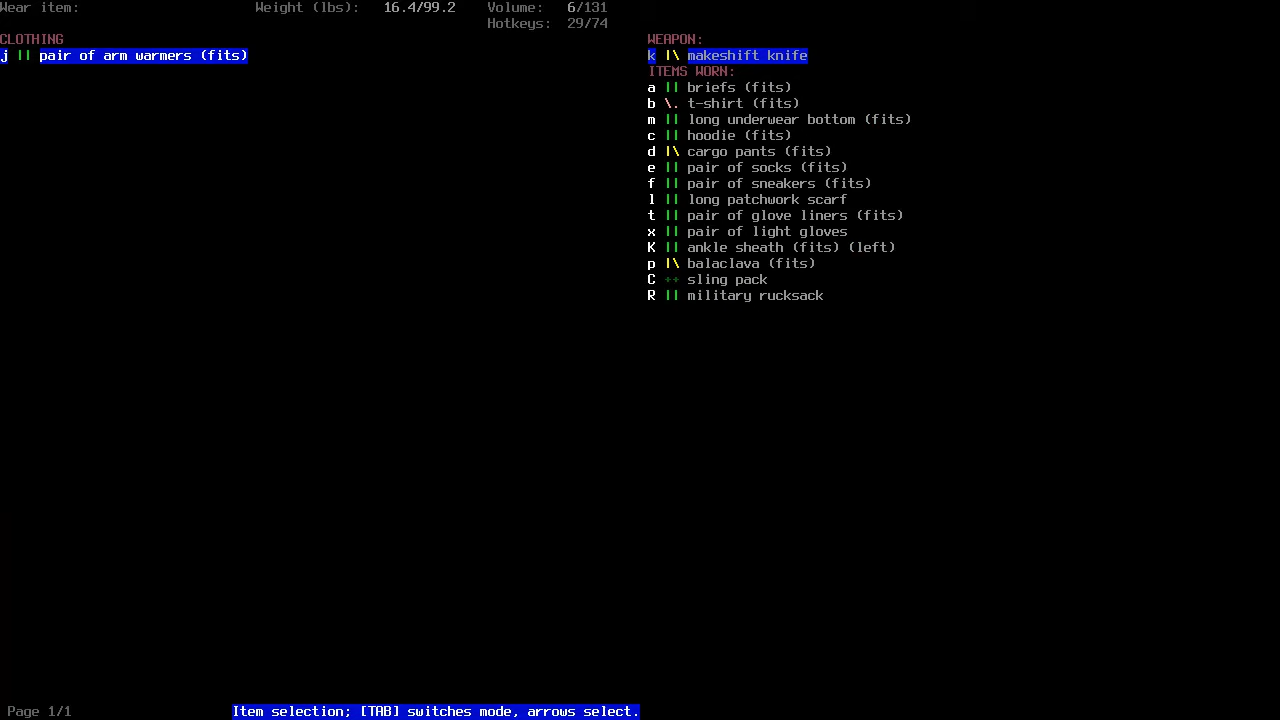 Wear item: Weight (lbs): 16.4/99.2 Volume: 6/131
Hotkeys: 29/74
CLOTHING
j || pair of arm warmers (fits)
WEAPON:
k |\ makeshift knife
ITEMS WORN:
a || briefs (fits)
b \. t-shirt (fits)
m || long underwear bottom (fits)
c || hoodie (fits)
d |\ cargo pants (fits)
e || pair of socks (fits)
f || pair of sneakers (fits)
l || long patchwork scarf
t || pair of glove liners (fits)
x || pair of light gloves
K || ankle sheath (fits) (left)
p |\ balaclava (fits)
C ++ sling pack
R || military rucksack
Page 1/1 Item selection; [TAB] switches mode, arrows select.